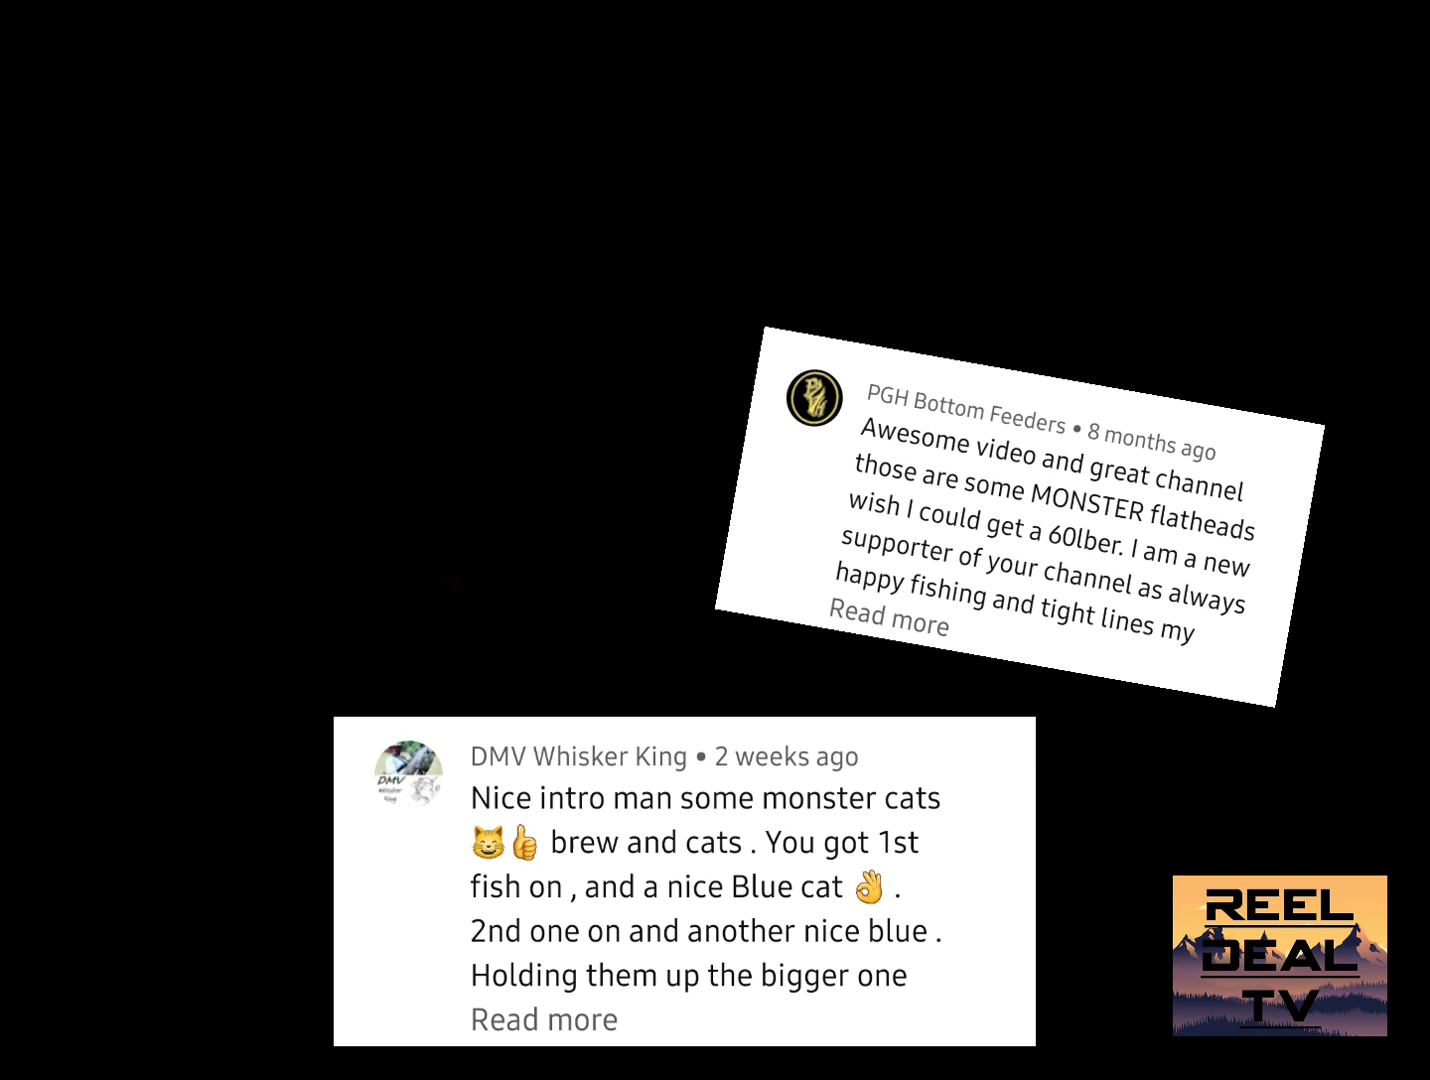 PGH Bottom Feeders • 8 months ago
Awesome video and great channel
those are some MONSTER flatheads
wish I could get a 60lber. I am a new
supporter of your channel as always
happy fishing and tight lines my
Read more
DMV Whisker King • 2 weeks ago
Nice intro man some monster cats
😺👍 brew and cats . You got 1st
fish on , and a nice Blue cat 👌 .
2nd one on and another nice blue .
Holding them up the bigger one
Read more
DMV
whisker
King
REEL
DEAL
TV